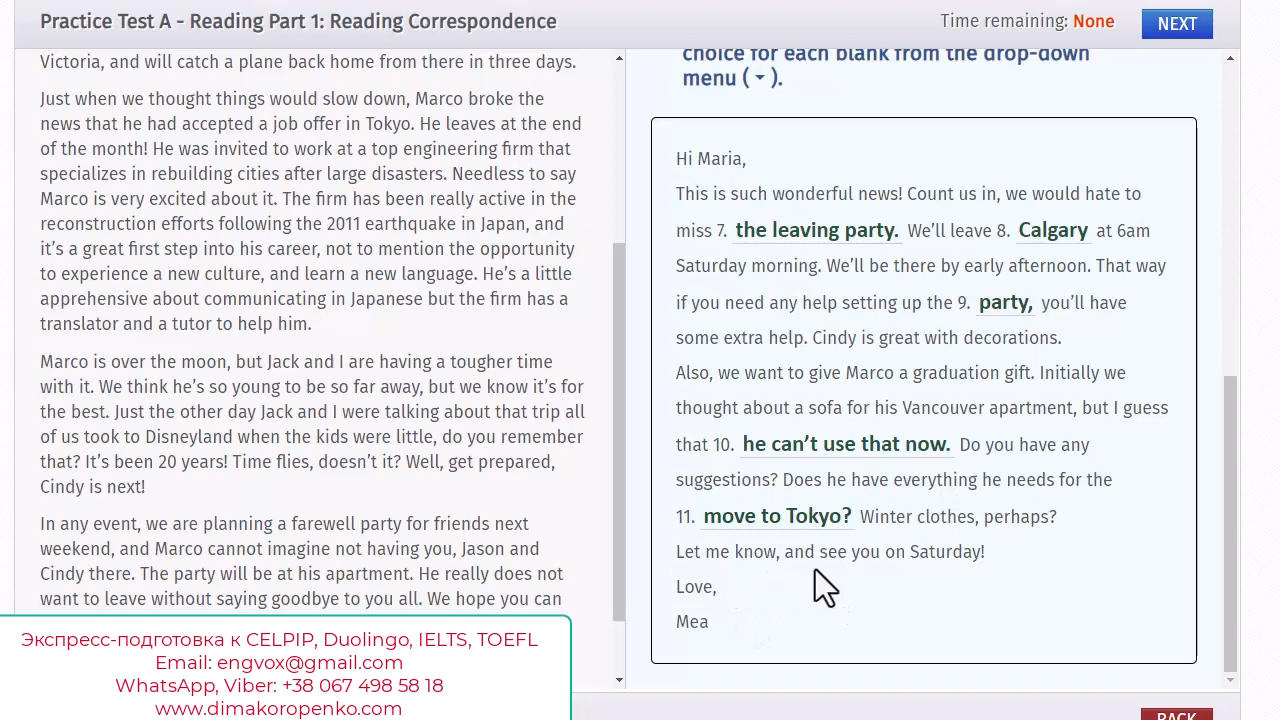 Practice Test A - Reading Part 1: Reading Correspondence
Time remaining: None
NEXT
Victoria, and will catch a plane back home from there in three days.
Just when we thought things would slow down, Marco broke the
news that he had accepted a job offer in Tokyo. He leaves at the end
of the month! He was invited to work at a top engineering firm that
specializes in rebuilding cities after large disasters. Needless to say
Marco is very excited about it. The firm has been really active in the
reconstruction efforts following the 2011 earthquake in Japan, and
it's a great first step into his career, not to mention the opportunity
to experience a new culture, and learn a new language. He's a little
apprehensive about communicating in Japanese but the firm has a
translator and a tutor to help him.
Marco is over the moon, but Jack and I are having a tougher time
with it. We think he's so young to be so far away, but we know it's for
the best. Just the other day Jack and I were talking about that trip all
of us took to Disneyland when the kids were little, do you remember
that? It's been 20 years! Time flies, doesn't it? Well, get prepared,
Cindy is next!
In any event, we are planning a farewell party for friends next
weekend, and Marco cannot imagine not having you, Jason and
Cindy there. The party will be at his apartment. He really does not
want to leave without saying goodbye to you all. We hope you can
Экспресс-подготовка к CELPIP, Duolingo, IELTS, TOEFL
Email: engvox@gmail.com
WhatsApp, Viber: +38 067 498 58 18
www.dimakoropenko.com
choice for each blank from the drop-down
menu ( ).
Hi Maria,
This is such wonderful news! Count us in, we would hate to
miss 7. the leaving party. We'll leave 8. Calgary at 6am
Saturday morning. We'll be there by early afternoon. That way
if you need any help setting up the 9. party, you'll have
some extra help. Cindy is great with decorations.
Also, we want to give Marco a graduation gift. Initially we
thought about a sofa for his Vancouver apartment, but I guess
that 10. he can't use that now. Do you have any
suggestions? Does he have everything he needs for the
11. move to Tokyo? Winter clothes, perhaps?
Let me know, and see you on Saturday!
Love,
Mea
BACK